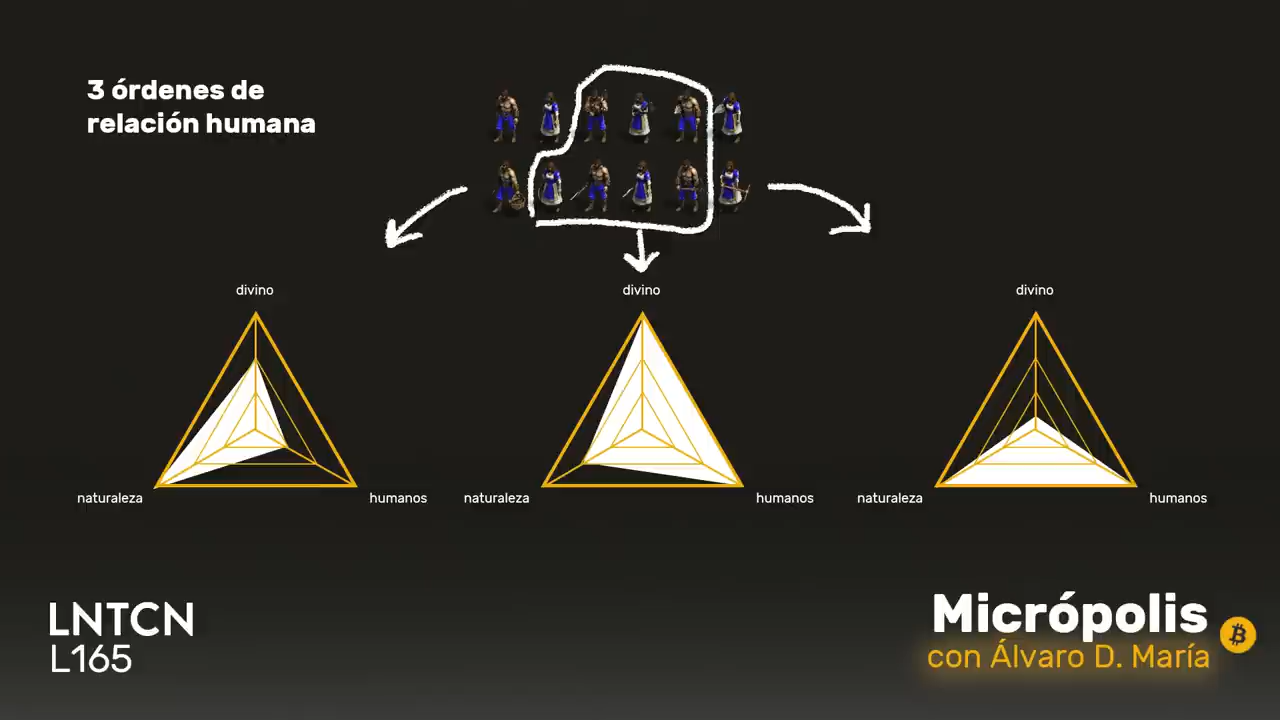 3 órdenes de
relación humana
divino
divino
divino
naturaleza
humanos
naturaleza
humanos
naturaleza
humanos
LNTCN
L165
Micrópolis
con Álvaro D. María